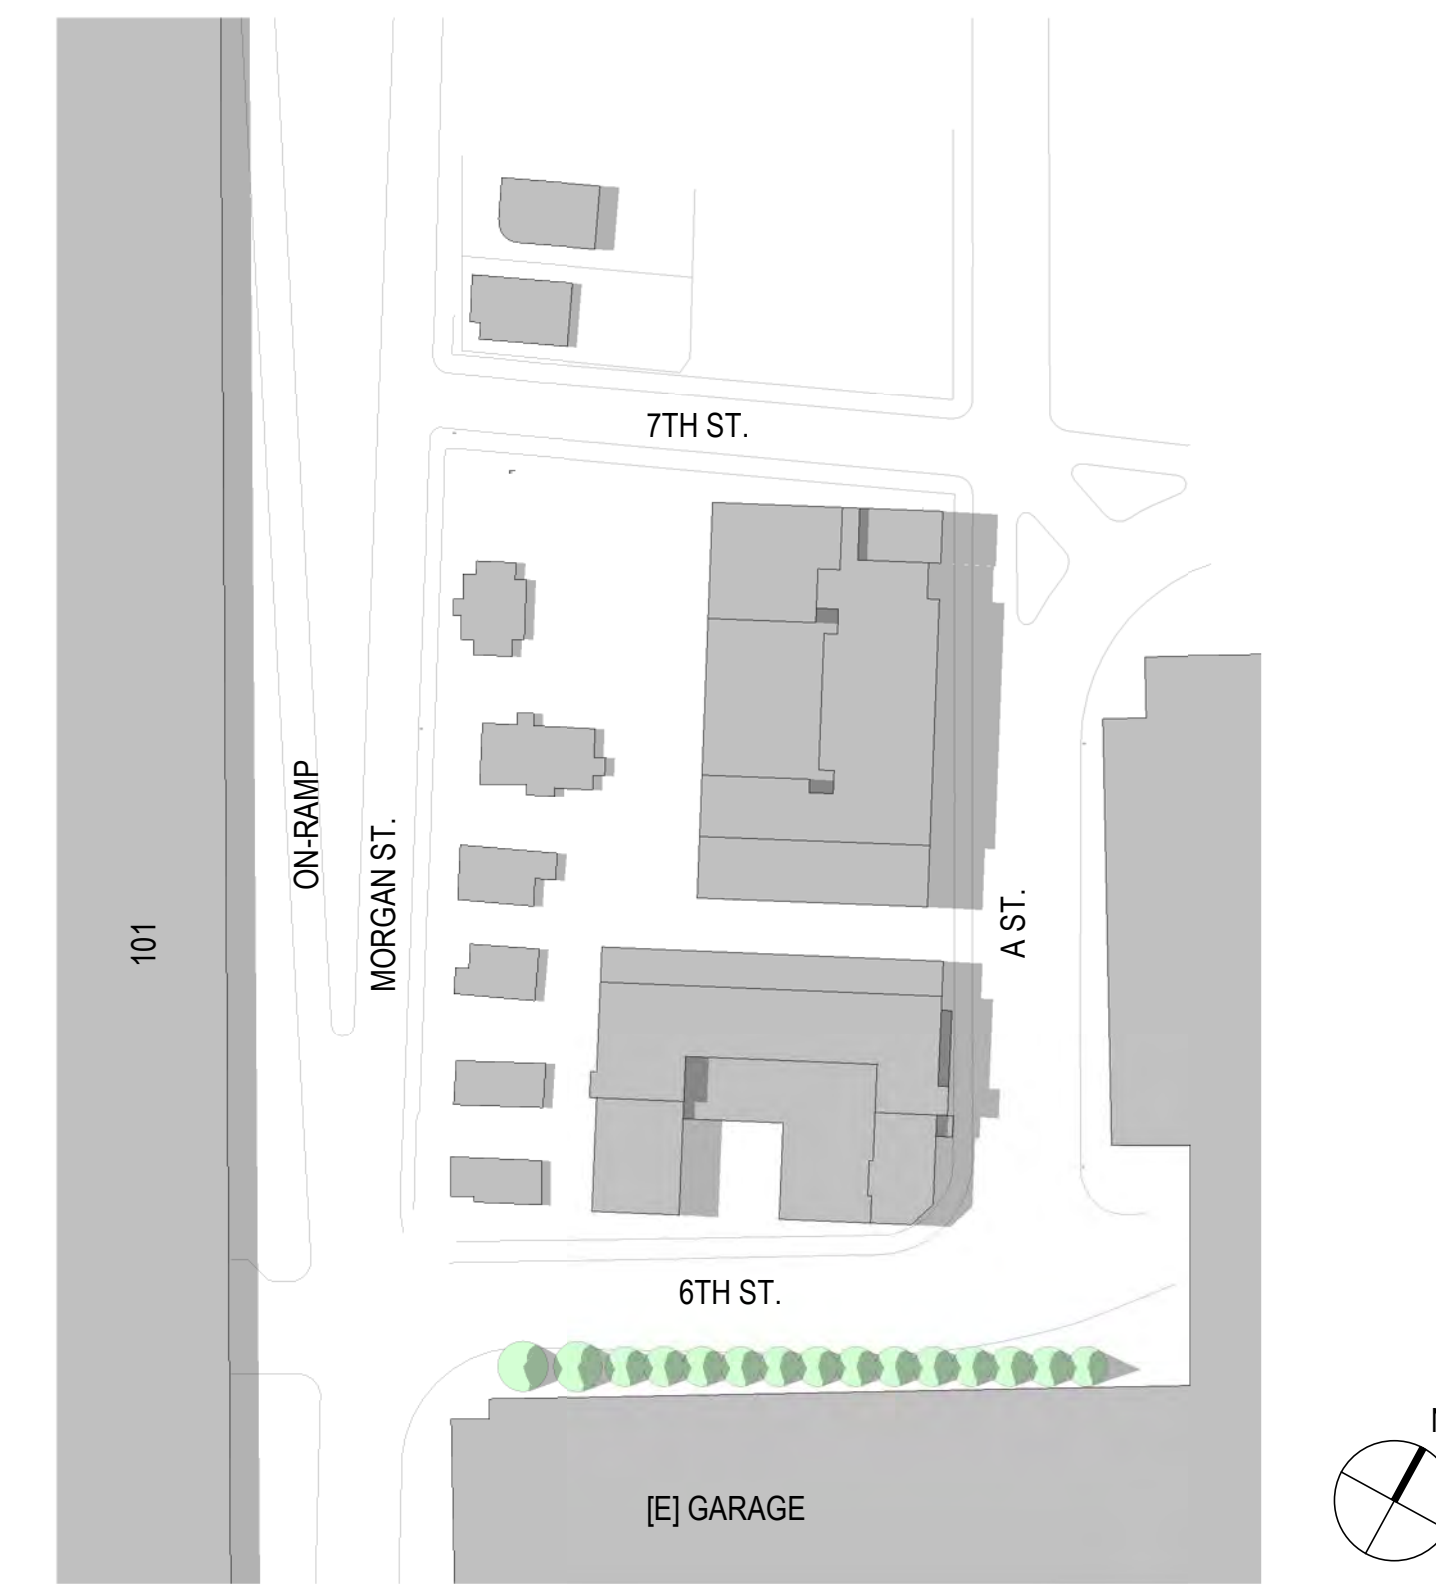 7TH ST.
ON-RAMP
MORGAN ST.
101
A ST.
6TH ST.
[E] GARAGE